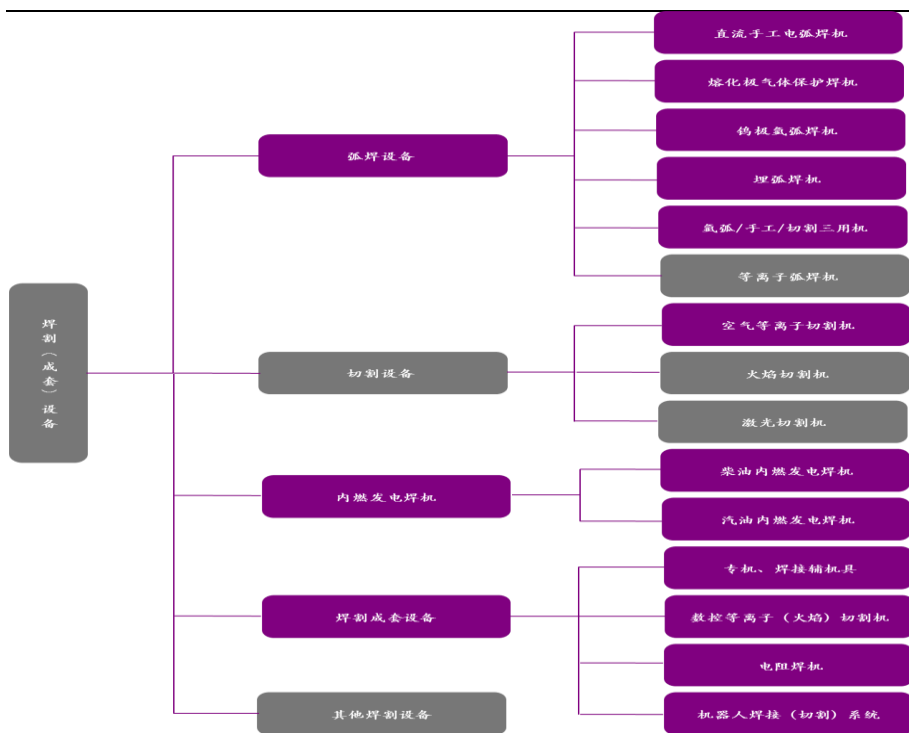 焊割（成套）设备
弧焊设备
直流手工电弧焊机
熔化极气体保护焊机
钨极氩弧焊机
埋弧焊机
氩弧/手工/切割三用机
等离子弧焊机
切割设备
空气等离子切割机
火焰切割机
激光切割机
内燃发电焊机
柴油内燃发电焊机
汽油内燃发电焊机
焊割成套设备
专机、焊接辅机具
数控等离子（火焰）切割机
电阻焊机
机器人焊接（切割）系统
其他焊割设备